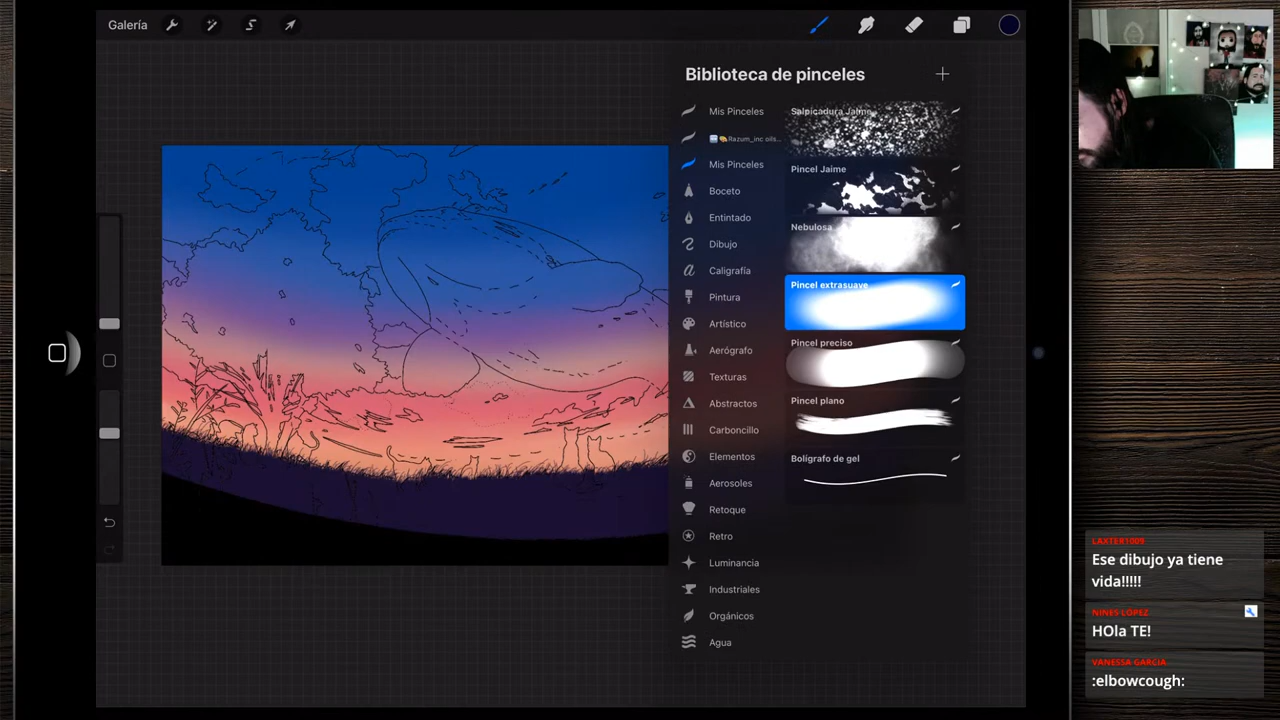 Galería
Biblioteca de pinceles
Mis Pinceles
Razum_inc oils...
Mis Pinceles
Boceto
Entintado
Dibujo
Caligrafía
Pintura
Artístico
Aerógrafo
Texturas
Abstractos
Carboncillo
Elementos
Aerosoles
Retoque
Retro
Luminancia
Industriales
Orgánicos
Agua
Salpicadura Jaime
Pincel Jaime
Nebulosa
Pincel extrasuave
Pincel preciso
Pincel plano
Bolígrafo de gel
LAXTER1009
Ese dibujo ya tiene
vida!!!!!
NINES LÓPEZ
HOla TE!
VANESSA GARCÍA
:elbowcough: